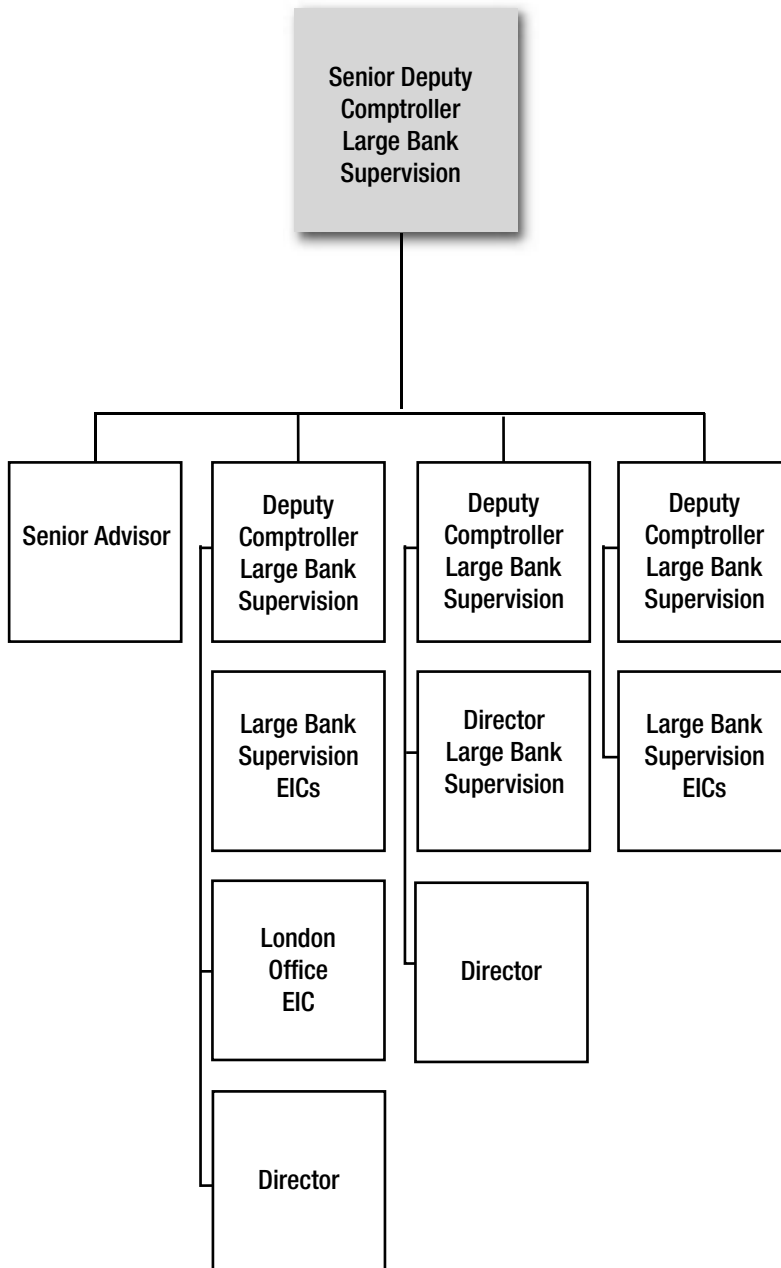 Senior Deputy
Comptroller
Large Bank
Supervision
Senior Advisor
Deputy
Comptroller
Large Bank
Supervision
Large Bank
Supervision
EICs
London
Office
EIC
Director
Deputy
Comptroller
Large Bank
Supervision
Director
Large Bank
Supervision
Director
Deputy
Comptroller
Large Bank
Supervision
Large Bank
Supervision
EICs